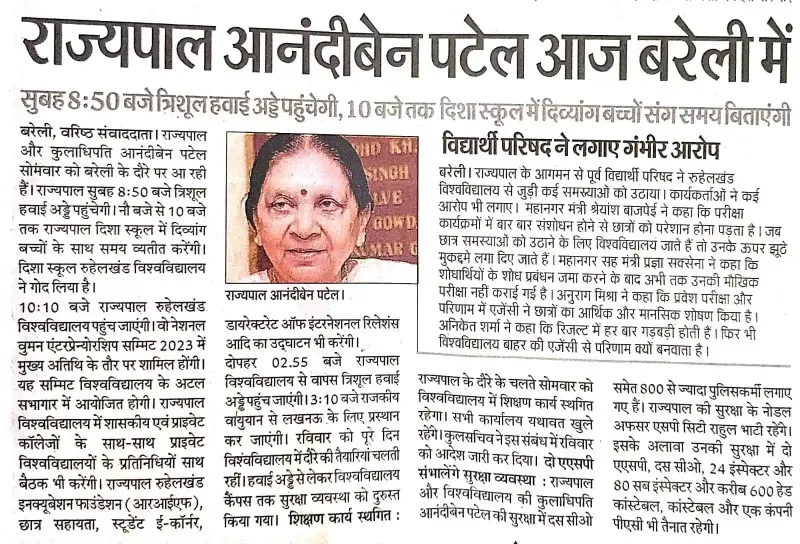 राज्यपाल आनंदीबेन पटेल आज बरेली में
सुबह 8:50 बजे त्रिशूल हवाई अड्डे पहुंचेगी, 10 बजे तक दिशा स्कूल में दिव्यांग बच्चों संग समय बिताएंगी
बरेली, वरिष्ठ संवाददाता। राज्यपाल
और कुलाधिपति आनंदीबेन पटेल
सोमवार को बरेली के दौरे पर आ रही
हैं। राज्यपाल सुबह 8:50 बजे त्रिशूल
हवाई अड्डे पहुंचेगी। नौ बजे से 10 बजे
तक राज्यपाल दिशा स्कूल में दिव्यांग
बच्चों के साथ समय व्यतीत करेंगी।
दिशा स्कूल रुहेलखंड विश्वविद्यालय
ने गोद लिया है।
10:10 बजे राज्यपाल रुहेलखंड
विश्वविद्यालय पहुंच जाएंगी। वो नेशनल
वुमन एंटरप्रेन्योरशिप सम्मिट 2023 में
मुख्य अतिथि के तौर पर शामिल होंगी।
यह सम्मिट विश्वविद्यालय के अटल
सभागार में आयोजित होगी। राज्यपाल
विश्वविद्यालय में शासकीय एवं प्राइवेट
कॉलेजों के साथ-साथ प्राइवेट
विश्वविद्यालयों के प्रतिनिधियों साथ
बैठक भी करेंगी। राज्यपाल रुहेलखंड
इनक्यूबेशन फाउंडेशन (आरआईएफ),
छात्र सहायता, स्टूडेंट ई-कॉर्नर,
KH
SINGH
LVE
GOWD
राज्यपाल आनंदीबेन पटेल।
डायरेक्टरेट ऑफ इंटरनेशनल रिलेशंस
आदि का उद्घाटन भी करेंगी।
दोपहर 02.55 बजे राज्यपाल
विश्वविद्यालय से वापस त्रिशूल हवाई
अड्डे पहुंच जाएंगी। 3:10 बजे राजकीय
वायुयान से लखनऊ के लिए प्रस्थान
कर जाएंगी। रविवार को पूरे दिन
विश्वविद्यालय में दौरे की तैयारियां चलती
रहीं। हवाई अड्डे से लेकर विश्वविद्यालय
कैंपस तक सुरक्षा व्यवस्था को दुरुस्त
किया गया। शिक्षण कार्य स्थगित :
विद्यार्थी परिषद ने लगाए गंभीर आरोप
बरेली। राज्यपाल के आगमन से पूर्व विद्यार्थी परिषद ने रुहेलखंड
विश्वविद्यालय से जुड़ी कई समस्याओं को उठाया। कार्यकर्ताओं ने कई
आरोप भी लगाए। महानगर मंत्री श्रेयांश बाजपेई ने कहा कि परीक्षा
कार्यक्रमों में बार बार संशोधन होने से छात्रों को परेशान होना पड़ता है। जब
छात्र समस्याओं को उठाने के लिए विश्वविद्यालय जाते हैं तो उनके ऊपर झूठे
मुकद्दमे लगा दिए जाते हैं। महानगर सह मंत्री प्रज्ञा सक्सेना ने कहा कि
शोधार्थियों के शोध प्रबंधन जमा करने के बाद अभी तक उनकी मौखिक
परीक्षा नहीं कराई गई है। अनुराग मिश्रा ने कहा कि प्रवेश परीक्षा और
परिणाम में एजेंसी ने छात्रों का आर्थिक और मानसिक शोषण किया है।
अनिकेत शर्मा ने कहा कि रिजल्ट में हर बार गड़बड़ी होती हैं। फिर भी
विश्वविद्यालय बाहर की एजेंसी से परिणाम क्यों बनवाता है।
राज्यपाल के दौरे के चलते सोमवार को
विश्वविद्यालय में शिक्षण कार्य स्थगित
रहेगा। सभी कार्यालय यथावत खुले
रहेंगे। कुलसचिव ने इस संबंध में रविवार
को आदेश जारी कर दिया। दो एएसपी
संभालेंगे सुरक्षा व्यवस्था : राज्यपाल
और विश्वविद्यालय की कुलाधिपति
आनंदीबेन पटेल की सुरक्षा में दस सीओ
समेत 800 से ज्यादा पुलिसकर्मी लगाए
गए हैं। राज्यपाल की सुरक्षा के नोडल
अफसर एसपी सिटी राहुल भाटी रहेंगे।
इसके अलावा उनकी सुरक्षा में दो
एएसपी, दस सीओ, 24 इंस्पेक्टर और
80 सब इंस्पेक्टर और करीब 600 हेड
कांस्टेबल, कांस्टेबल और एक कंपनी
पीएसी भी तैनात रहेगी।